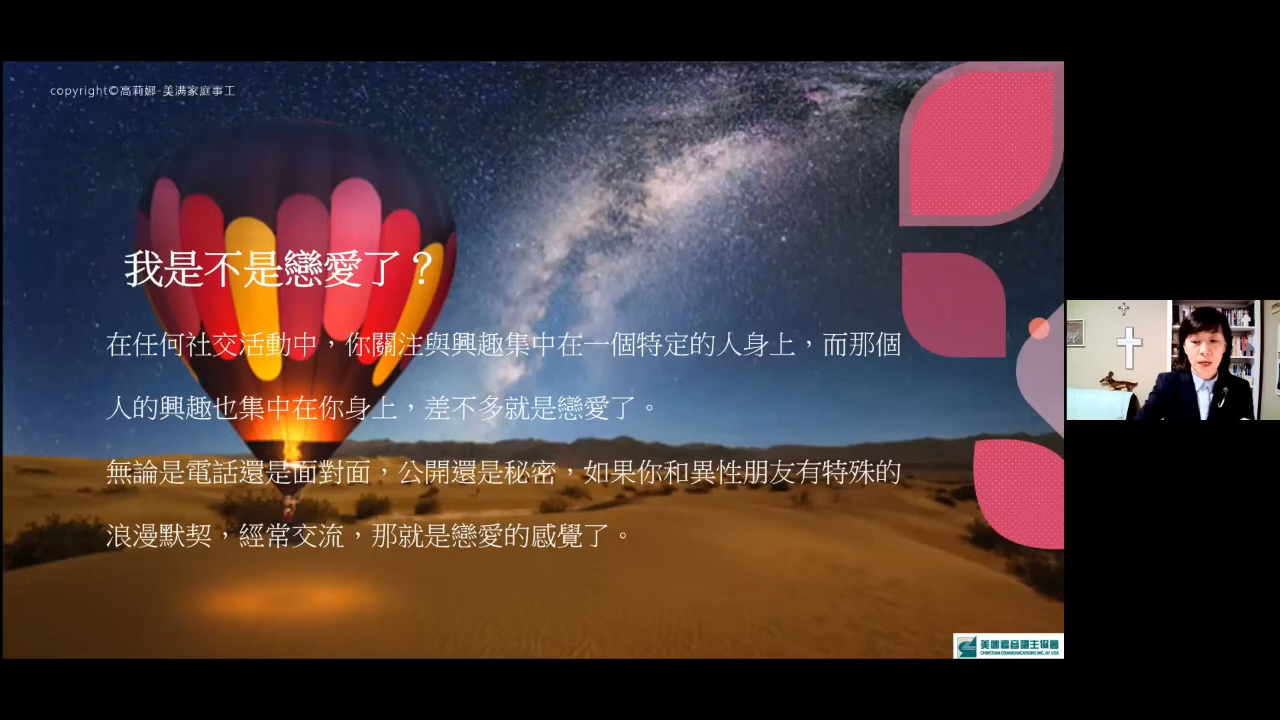 copyright©高莉娜-美满家庭事工
我是不是戀愛了？
在任何社交活動中，你關注與興趣集中在一個特定的人身上，而那個
人的興趣也集中在你身上，差不多就是戀愛了。
無論是電話還是面對面，公開還是秘密，如果你和異性朋友有特殊的
浪漫默契，經常交流，那就是戀愛的感覺了。
美國福音證主協會
CHRISTIAN COMMUNICATIONS INC. OF USA